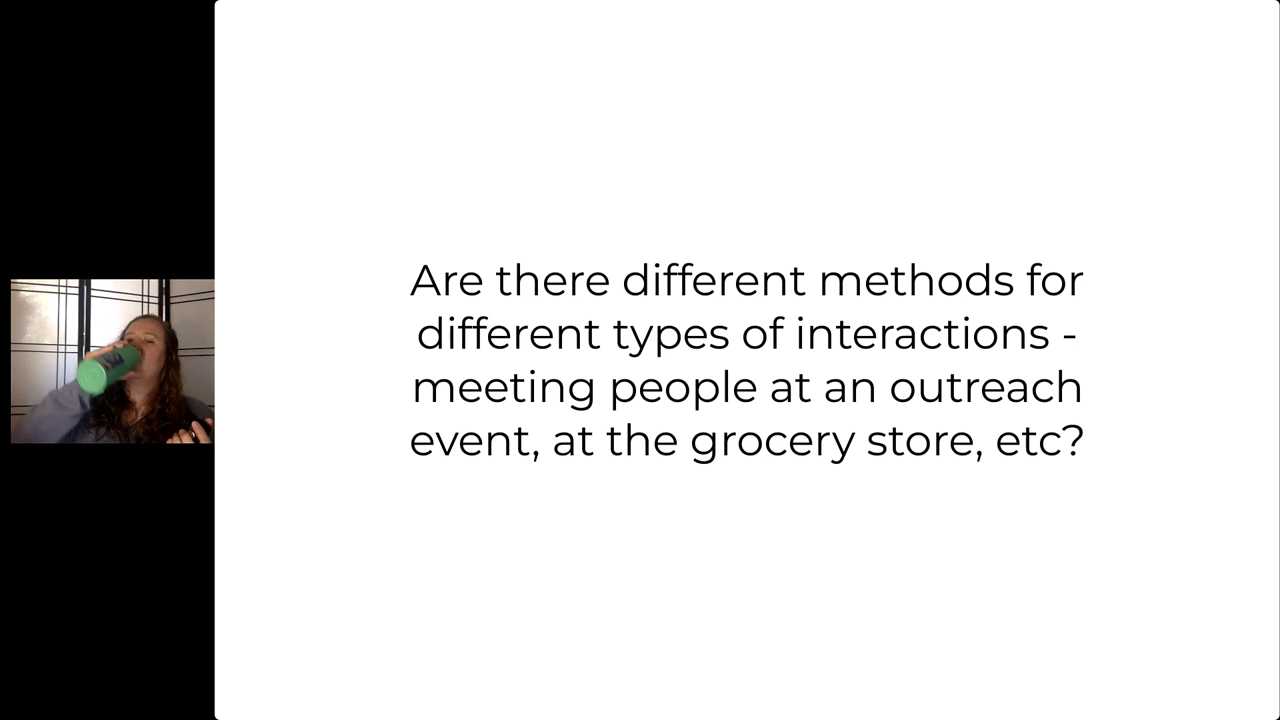 Are there different methods for
different types of interactions -
meeting people at an outreach
event, at the grocery store, etc?